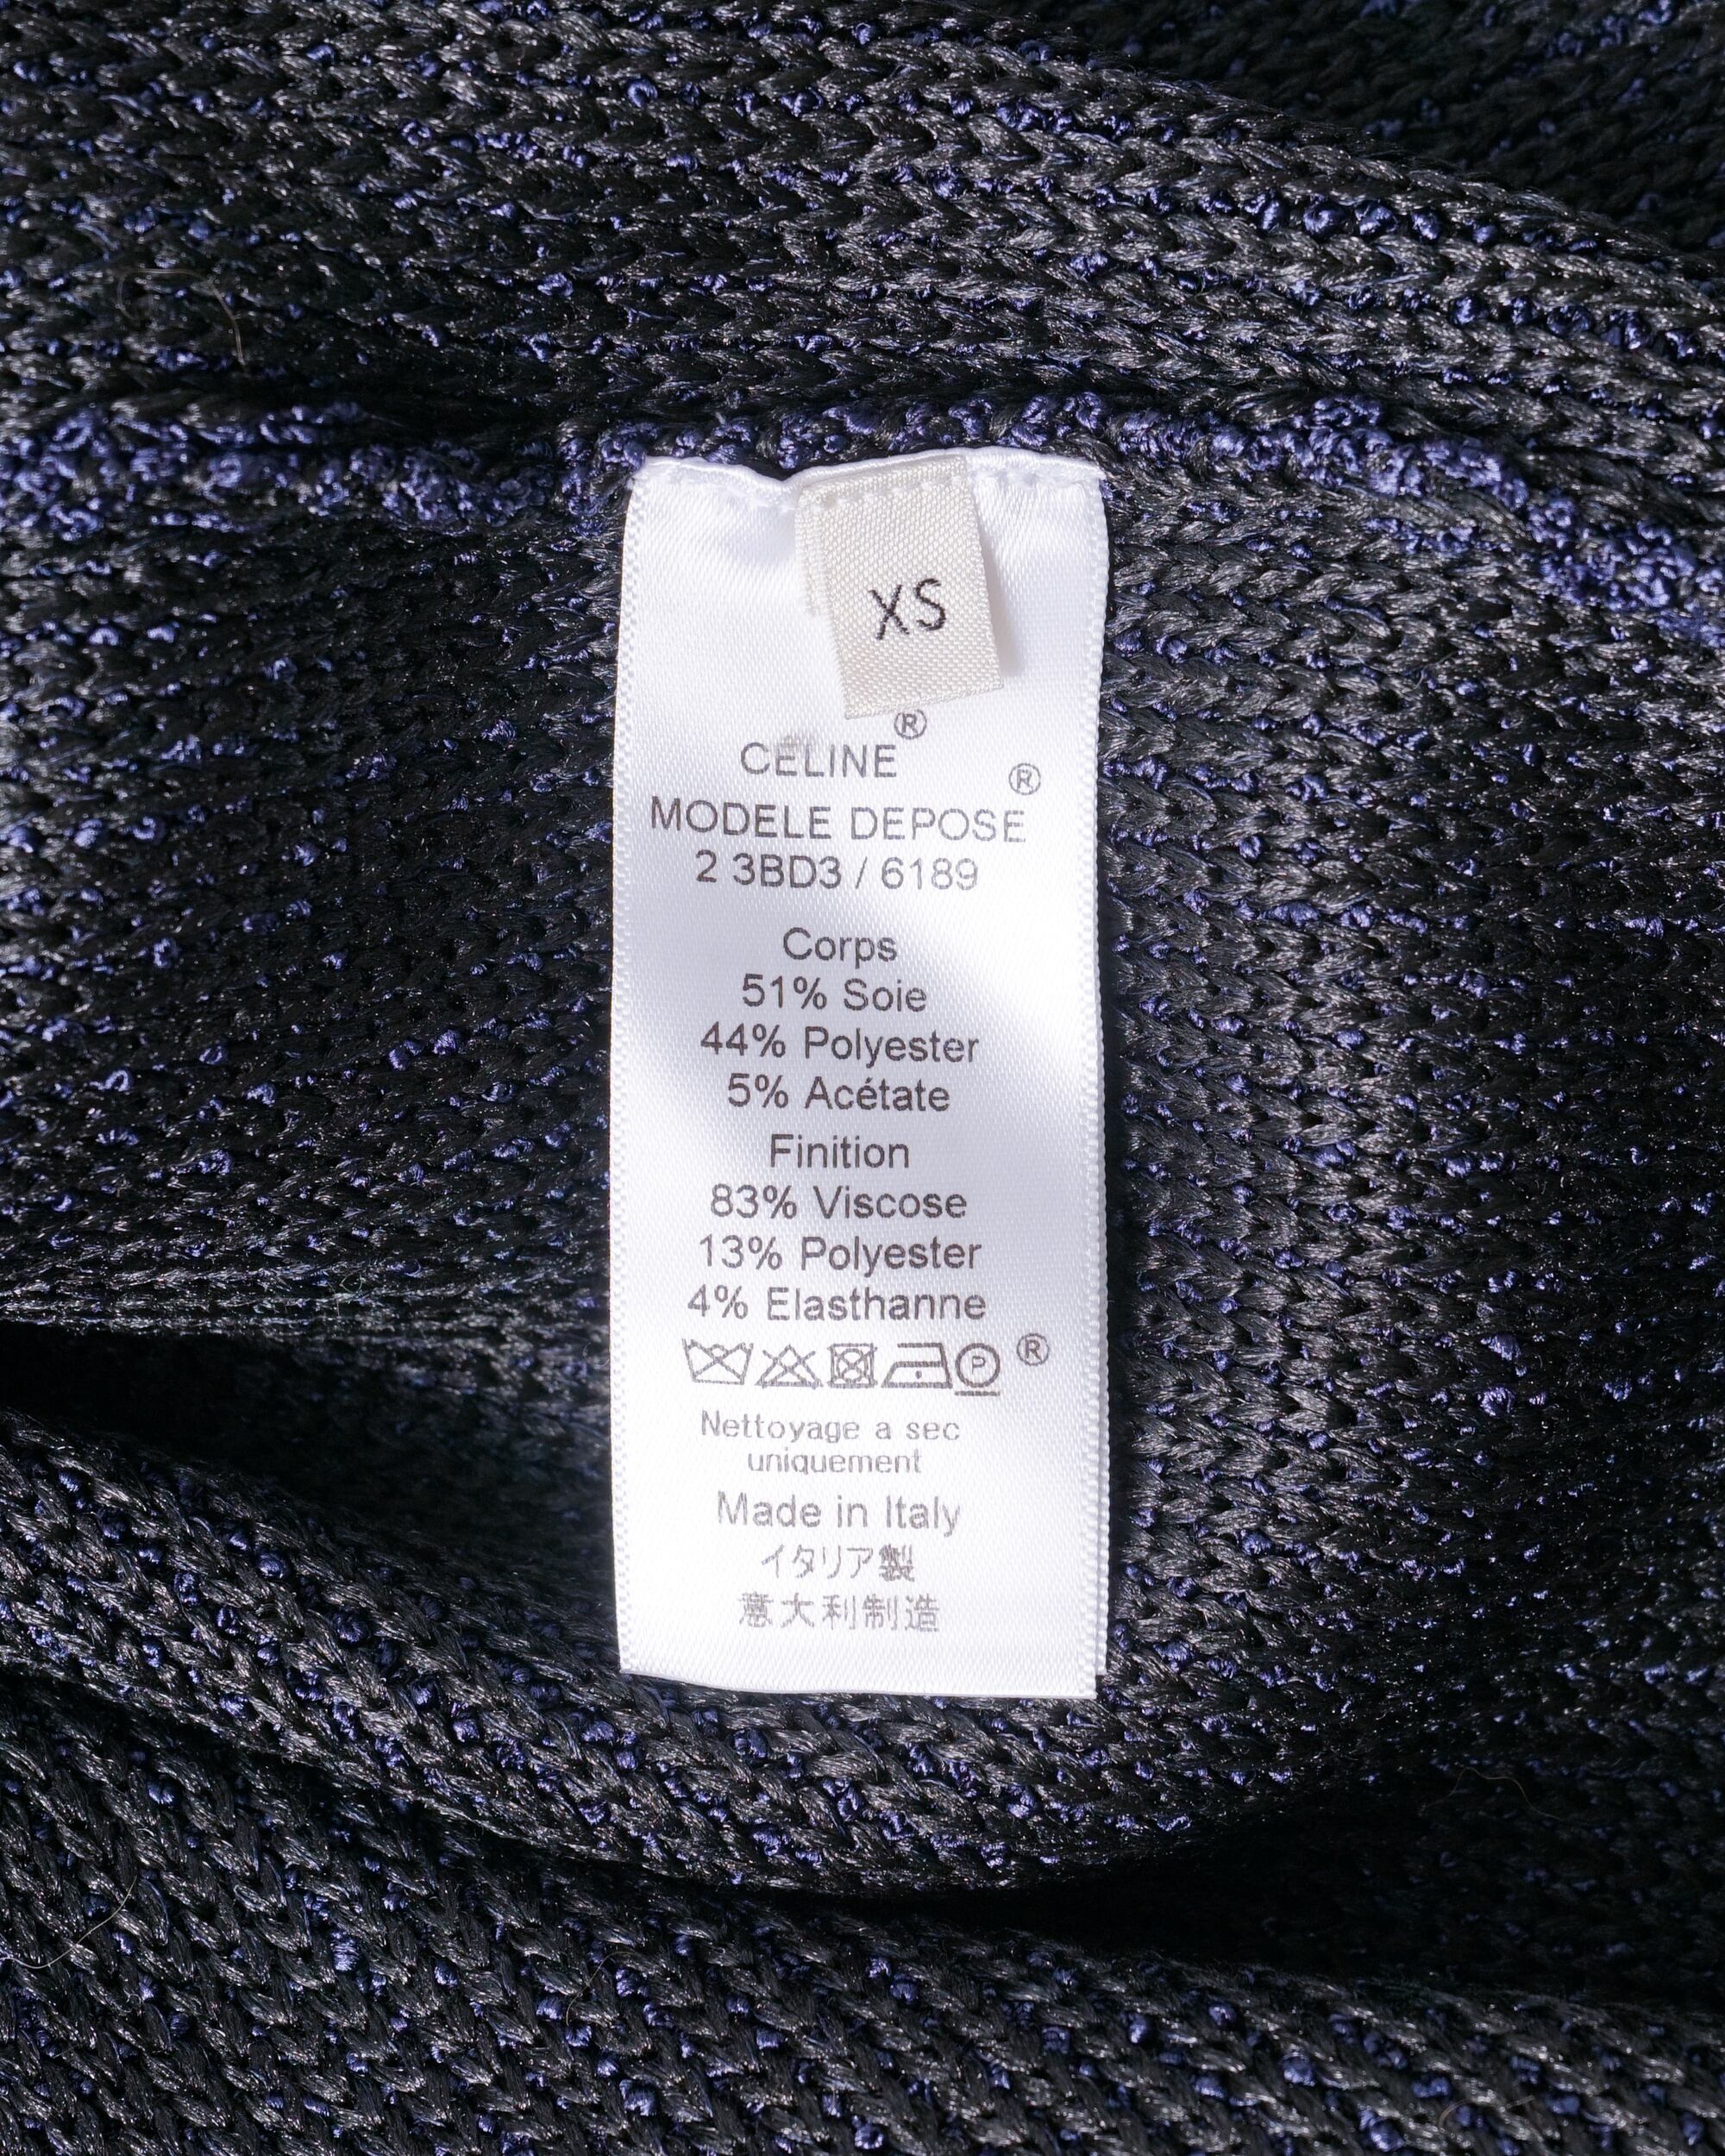 XS
CELINE®
MODELE DEPOSE®
2 3BD3 / 6189
Corps
51% Soie
44% Polyester
5% Acétate
Finition
83% Viscose
13% Polyester
4% Elasthanne
P ®
Nettoyage a sec
uniquement
Made in Italy
イタリア製
意大利制造